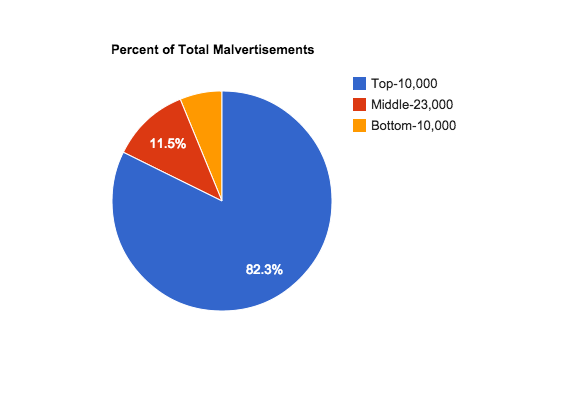 Percent of Total Malvertisements
Top-10,000
Middle-23,000
Bottom-10,000
11.5%
82.3%